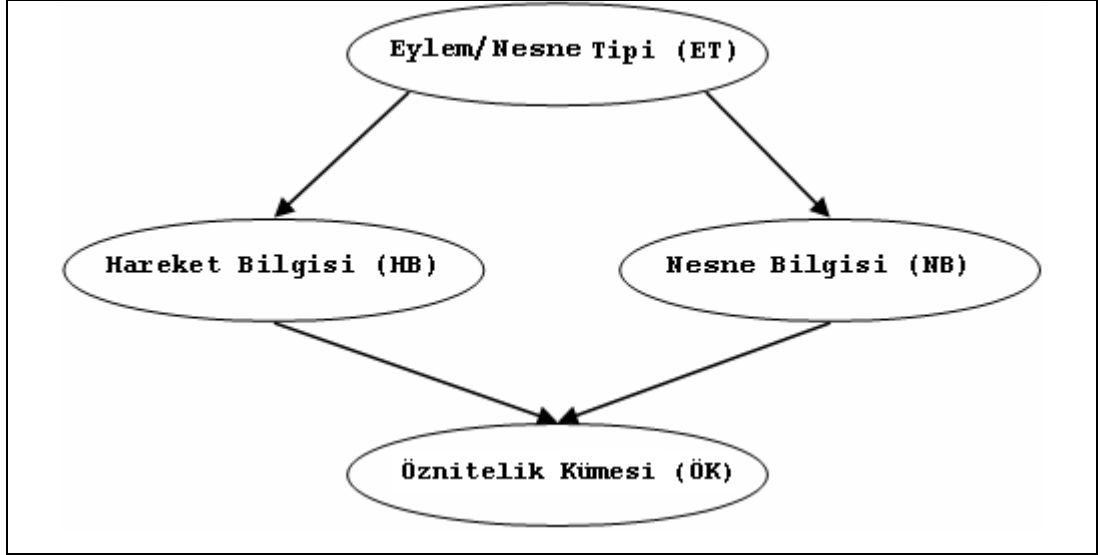 Eylem/Nesne Tipi (ET)
Hareket Bilgisi (HB)
Nesne Bilgisi (NB)
Öznitelik Kümesi (ÖK)